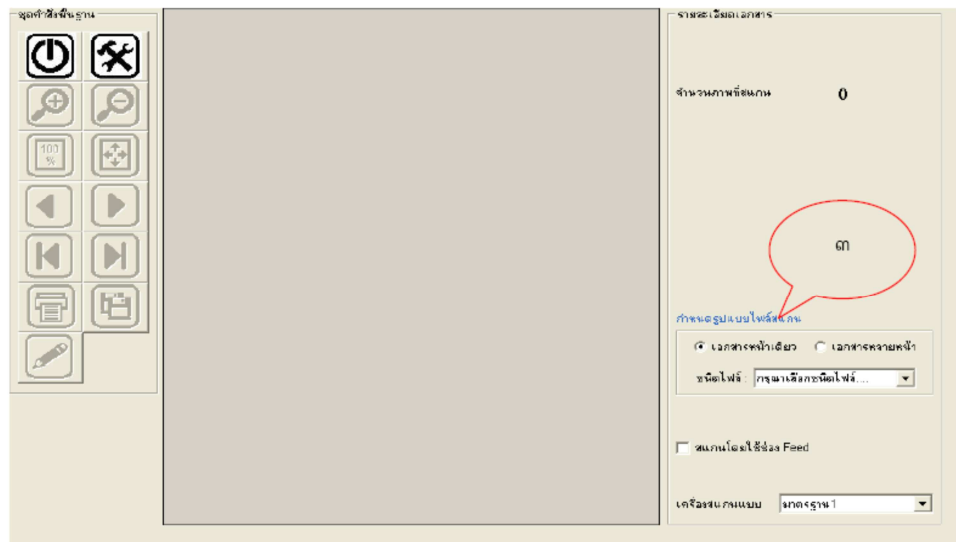 ชุดคำสั่งพื้นฐาน
100
%
รายละเอียดเอกสาร
จำนวนภาพที่สแกน 0
๓
กำหนดรูปแบบไฟล์สแกน
เอกสารหน้าเดียว เอกสารหลายหน้า
ชนิดไฟล์ : กรุณาเลือกชนิดไฟล์....
สแกนโดยใช้ช่อง Feed
เครื่องสแกนแบบ มาตรฐาน 1